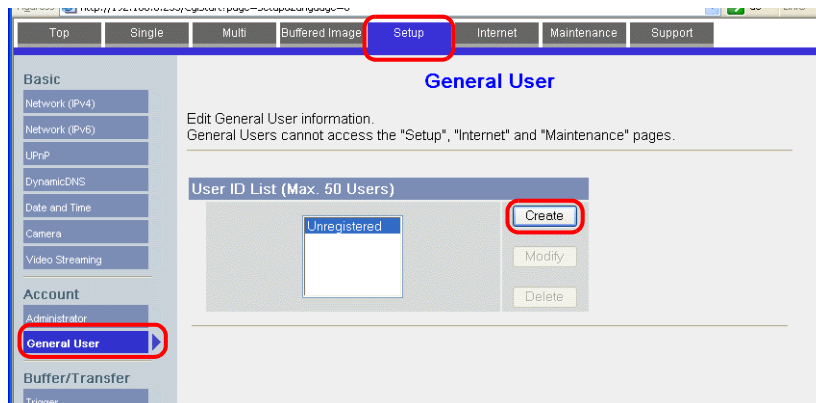 Top Single Multi Buffered Image Setup Internet Maintenance Support
General User
Edit General User information.
General Users cannot access the "Setup", "Internet" and "Maintenance" pages.
User ID List (Max. 50 Users)
Unregistered
Create
Modify
Delete
Basic
Network (IPv4)
Network (IPv6)
UPnP
DynamicDNS
Date and Time
Camera
Video Streaming
Account
Administrator
General User
Buffer/Transfer
Trigger